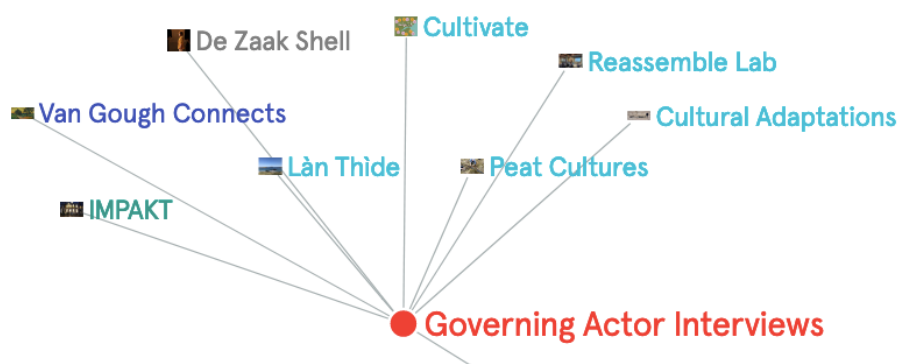 Cultivate
De Zaak Shell
Reassemble Lab
Van Gough Connects
Cultural Adaptations
Làn Thìde
Peat Cultures
IMPAKT
Governing Actor Interviews